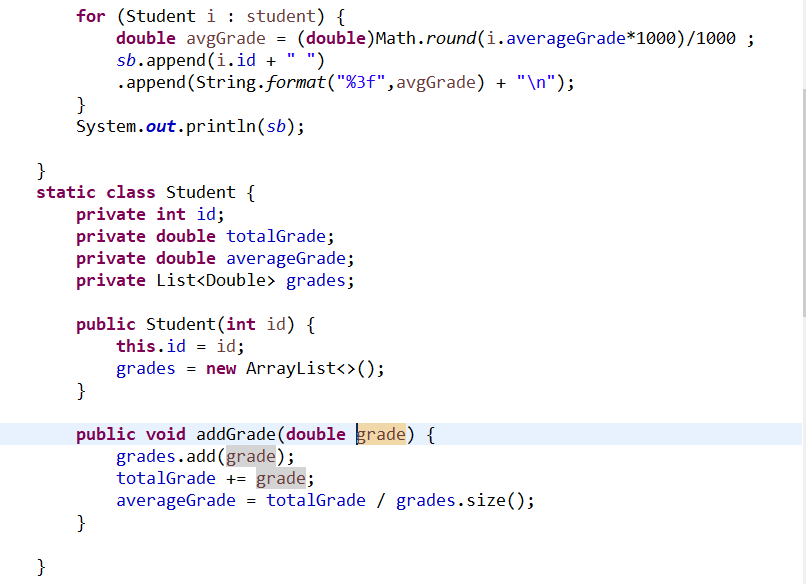 for (Student i : student) {
double avgGrade = (double)Math.round(i.averageGrade*1000)/1000 ;
sb.append(i.id + " ")
.append(String.format("%3f",avgGrade) + "\n");
}
System.out.println(sb);
}
static class Student {
private int id;
private double totalGrade;
private double averageGrade;
private List<Double> grades;
public Student(int id) {
this.id = id;
grades = new ArrayList<>();
}
public void addGrade(double grade) {
grades.add(grade);
totalGrade += grade;
averageGrade = totalGrade / grades.size();
}
}